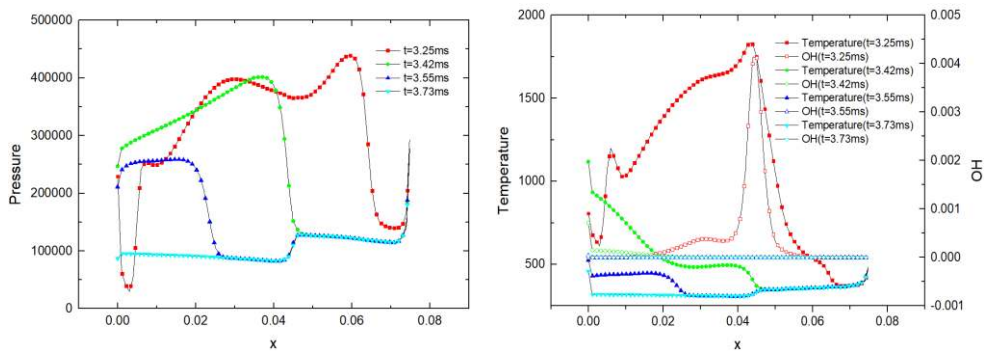 500000
400000
300000
200000
100000
0
Pressure
0.00
0.02
0.04
0.06
0.08
x
t=3.25ms
t=3.42ms
t=3.55ms
t=3.73ms
2000
1750
1500
1250
1000
750
500
Temperature
0.00
0.02
0.04
0.06
0.08
x
Temperature(t=3.25ms)
OH(t=3.25ms)
Temperature(t=3.42ms)
OH(t=3.42ms)
Temperature(t=3.55ms)
OH(t=3.55ms)
Temperature(t=3.73ms)
OH(t=3.73ms)
0.005
0.004
0.003
0.002
0.001
0.000
-0.001
OH